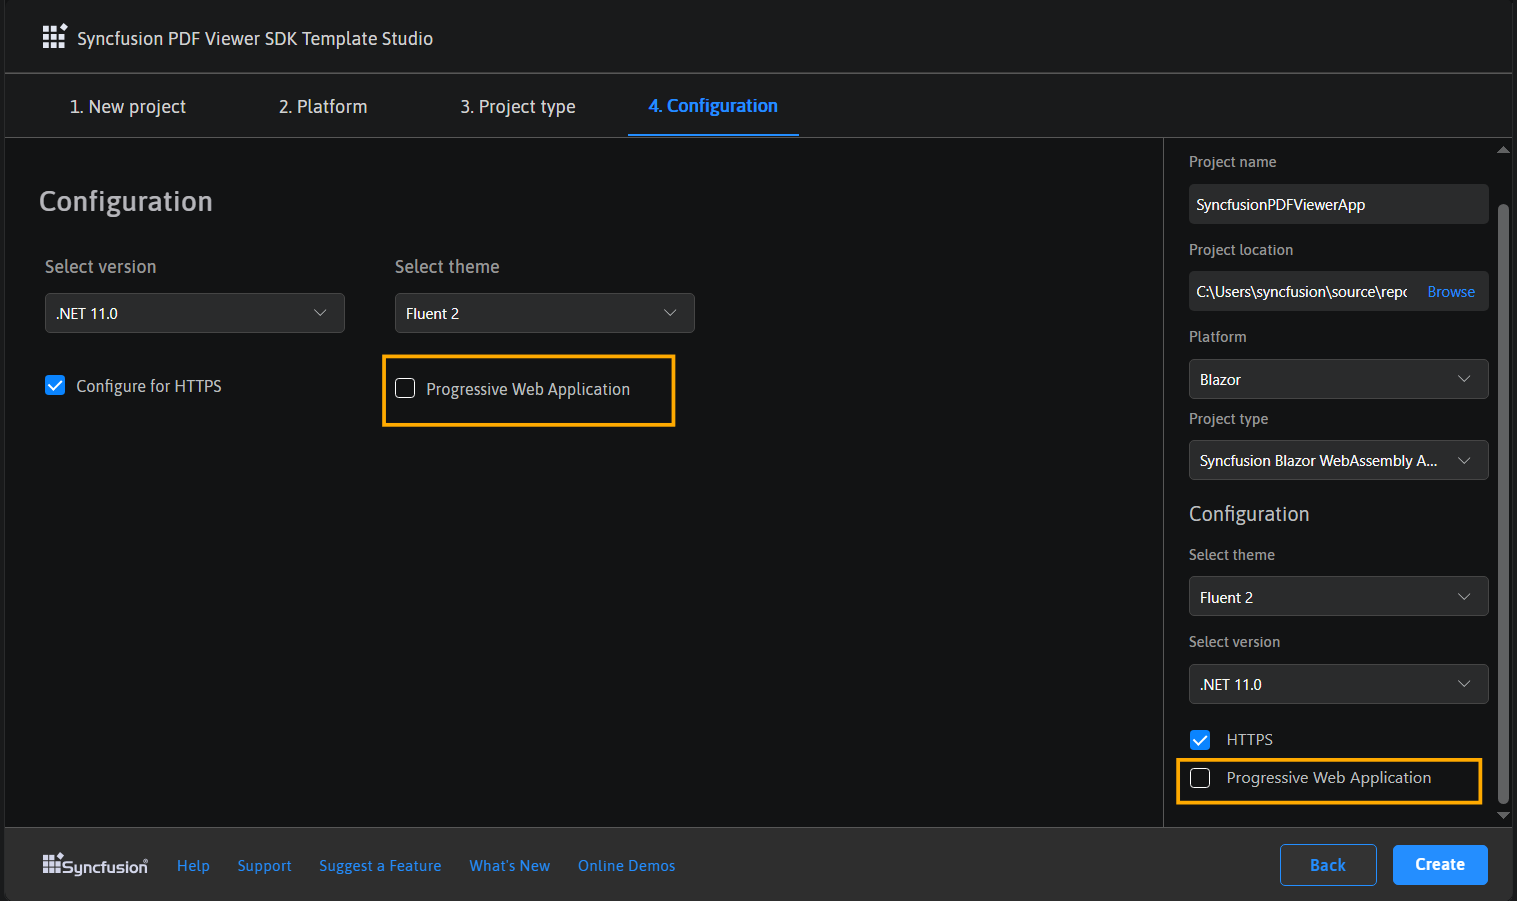 Syncfusion PDF Viewer SDK Template Studio
1. New project
2. Platform
3. Project type
4. Configuration
Configuration
Select version
Select theme
.NET 11.0
Fluent 2
Configure for HTTPS
Progressive Web Application
Project name
SyncfusionPDFViewerApp
Project location
C:\Users\syncfusion\source\repo
Browse
Platform
Blazor
Project type
Syncfusion Blazor WebAssembly A...
Configuration
Select theme
Fluent 2
Select version
.NET 11.0
HTTPS
Progressive Web Application
Syncfusion®
Help
Support
Suggest a Feature
What's New
Online Demos
Back
Create